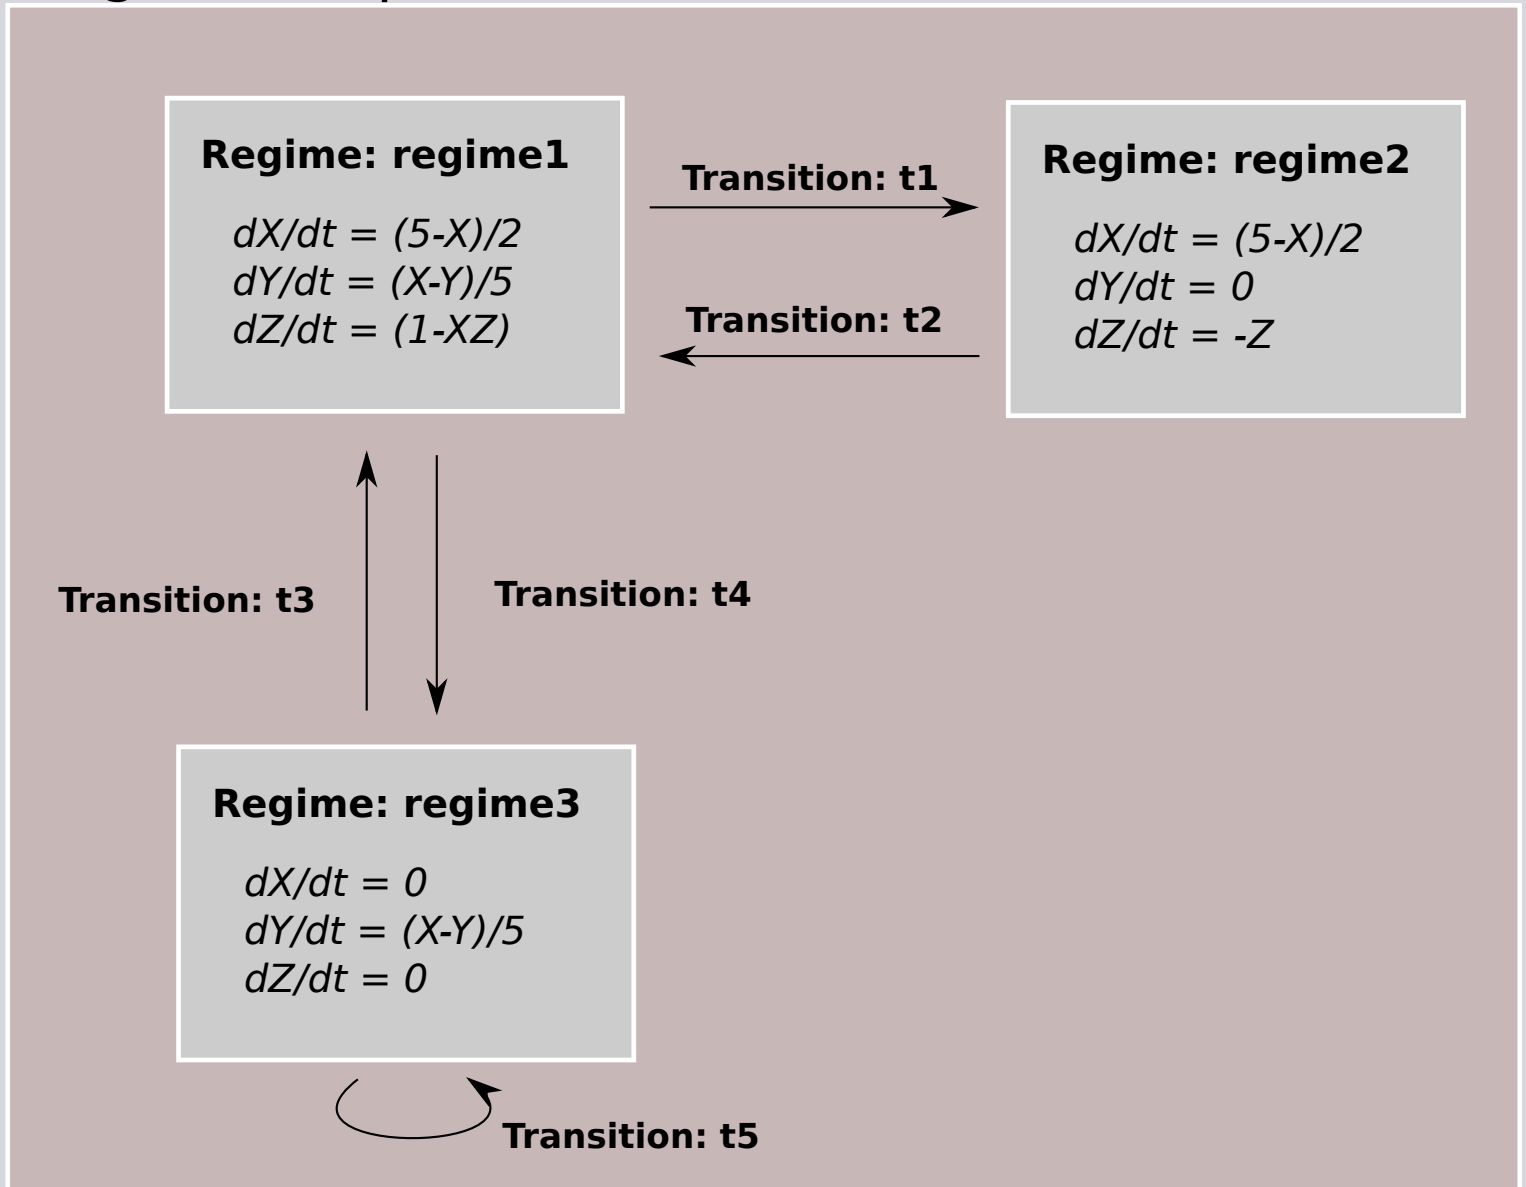 Regime: regime1
dX/dt = (5-X)/2
dY/dt = (X-Y)/5
dZ/dt = (1-XZ)
Transition: t1
Transition: t2
Regime: regime2
dX/dt = (5-X)/2
dY/dt = 0
dZ/dt = -Z
Transition: t3
Transition: t4
Regime: regime3
dX/dt = 0
dY/dt = (X-Y)/5
dZ/dt = 0
Transition: t5